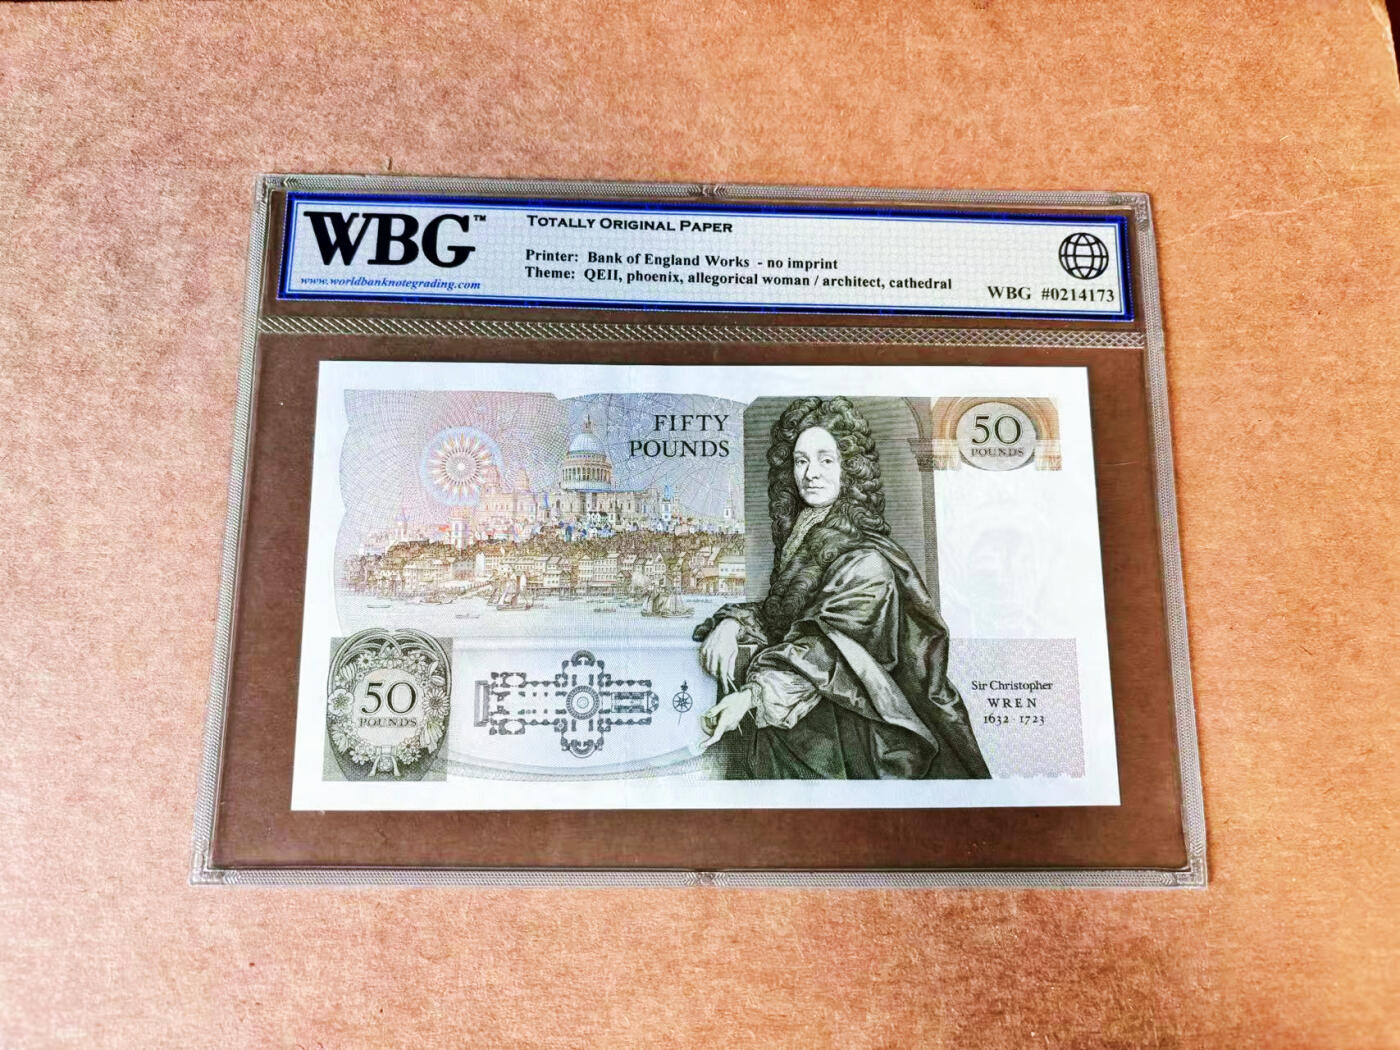 WBG™
www.worldbanknotegrading.com
TOTALLY ORIGINAL PAPER
Printer: Bank of England Works - no imprint
Theme: QEII, phoenix, allegorical woman / architect, cathedral
WBG #0214173
FIFTY
POUNDS
50
POUNDS
50
POUNDS
Sir Christopher
WREN
1632·1723